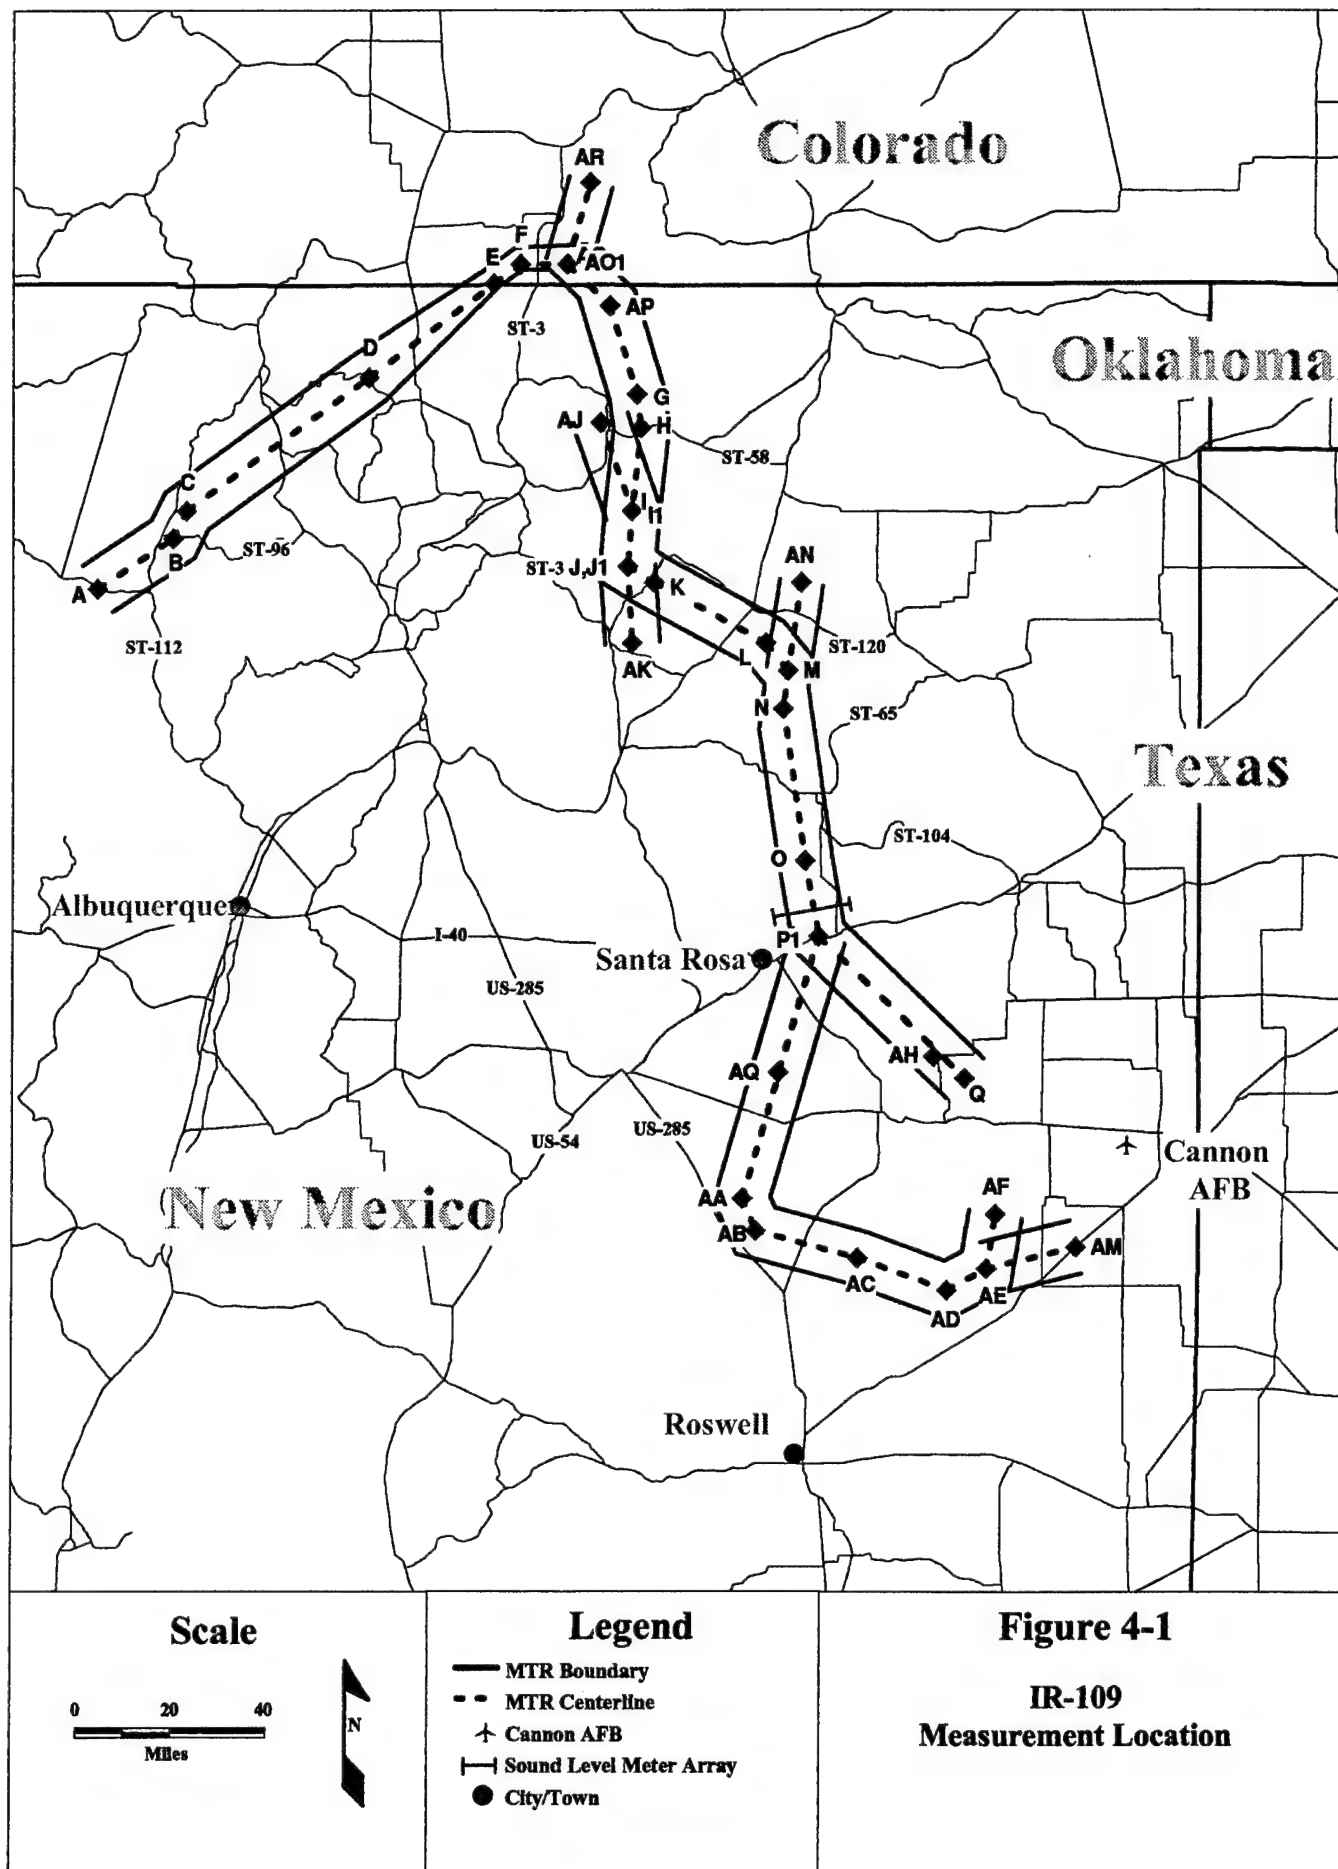 Colorado
AR
F
E
AO1
AP
ST-3
Oklahoma
D
G
AJ
H
ST-58
C
I
I1
ST-96
B
A
ST-3
J,J1
K
AN
ST-112
ST-120
AK
L
M
N
ST-65
Texas
ST-104
O
Albuquerque
P1
I-40
Santa Rosa
US-285
AH
AQ
Q
US-54
US-285
Cannon
AFB
New Mexico
AA
AF
AB
AM
AC
AE
AD
Roswell
Scale
0 20 40
Miles
N
Legend
MTR Boundary
MTR Centerline
Cannon AFB
Sound Level Meter Array
City/Town
Figure 4-1
IR-109
Measurement Location